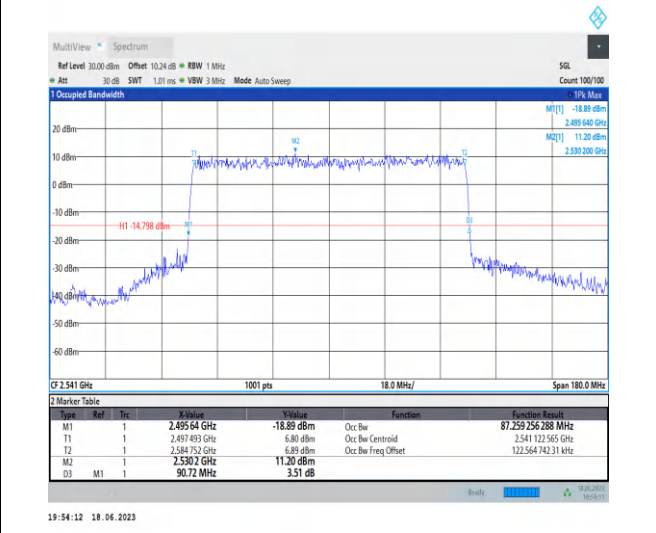 MultiView Spectrum
Ref Level 30.00 dBm Offset 10.24 dB RBW 1 MHz SGL
Att 30 dB SWT 1.01 ms VBW 3 MHz Mode Auto Sweep Count 100/100
1 Occupied Bandwidth 1Pk Max
M1[1] -18.89 dBm
2.495 640 GHz
M2[1] 11.20 dBm
2.530 200 GHz
20 dBm
M2
T1 T2
10 dBm
0 dBm
-10 dBm
H1 -14.798 dBm M1 D3
-20 dBm
-30 dBm
-40 dBm
-50 dBm
-60 dBm
CF 2.541 GHz 1001 pts 18.0 MHz/ Span 180.0 MHz
2 Marker Table
Type Ref Trc X-Value Y-Value Function Function Result
M1 1 2.495 64 GHz -18.89 dBm Occ Bw 87.259 256 288 MHz
T1 1 2.497 493 GHz 6.80 dBm Occ Bw Centroid 2.541 122 565 GHz
T2 1 2.584 752 GHz 6.89 dBm Occ Bw Freq Offset 122.564 742 31 kHz
M2 1 2.530 2 GHz 11.20 dBm
D3 M1 1 90.72 MHz 3.51 dB
Ready 18.06.2023
19:54:12 18.06.2023